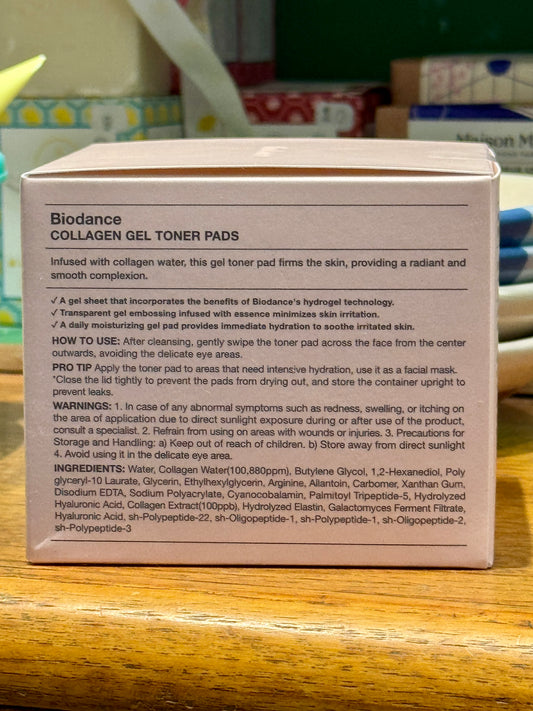 Maison M
Biodance
COLLAGEN GEL TONER PADS
Infused with collagen water, this gel toner pad firms the skin, providing a radiant and
smooth complexion.
✓ A gel sheet that incorporates the benefits of Biodance's hydrogel technology.
✓ Transparent gel embossing infused with essence minimizes skin irritation.
✓ A daily moisturizing gel pad provides immediate hydration to soothe irritated skin.
HOW TO USE: After cleansing, gently swipe the toner pad across the face from the center
outwards, avoiding the delicate eye areas.
PRO TIP Apply the toner pad to areas that need intensive hydration, use it as a facial mask.
*Close the lid tightly to prevent the pads from drying out, and store the container upright to
prevent leaks.
WARNINGS: 1. In case of any abnormal symptoms such as redness, swelling, or itching on
the area of application due to direct sunlight exposure during or after use of the product,
consult a specialist. 2. Refrain from using on areas with wounds or injuries. 3. Precautions for
Storage and Handling: a) Keep out of reach of children. b) Store away from direct sunlight
4. Avoid using it in the delicate eye area.
INGREDIENTS: Water, Collagen Water(100,880ppm), Butylene Glycol, 1,2-Hexanediol, Poly
glyceryl-10 Laurate, Glycerin, Ethylhexylglycerin, Arginine, Allantoin, Carbomer, Xanthan Gum,
Disodium EDTA, Sodium Polyacrylate, Cyanocobalamin, Palmitoyl Tripeptide-5, Hydrolyzed
Hyaluronic Acid, Collagen Extract(100ppb), Hydrolyzed Elastin, Galactomyces Ferment Filtrate,
Hyaluronic Acid, sh-Polypeptide-22, sh-Oligopeptide-1, sh-Polypeptide-1, sh-Oligopeptide-2,
sh-Polypeptide-3